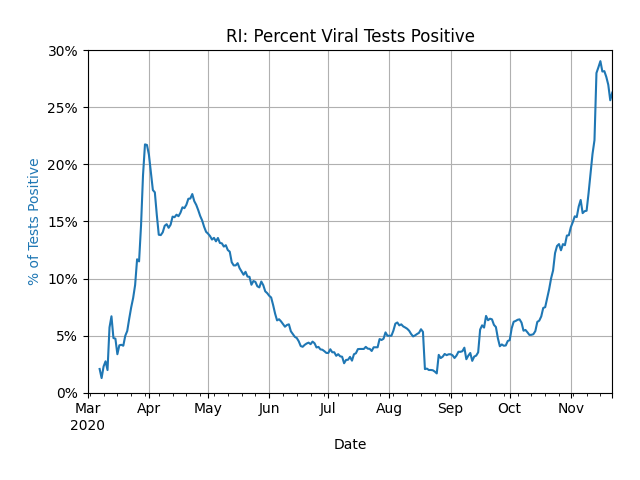 RI: Percent Viral Tests Positive
30%
25%
20%
15%
10%
5%
0%
% of Tests Positive
Mar Apr May Jun Jul Aug Sep Oct Nov
2020
Date